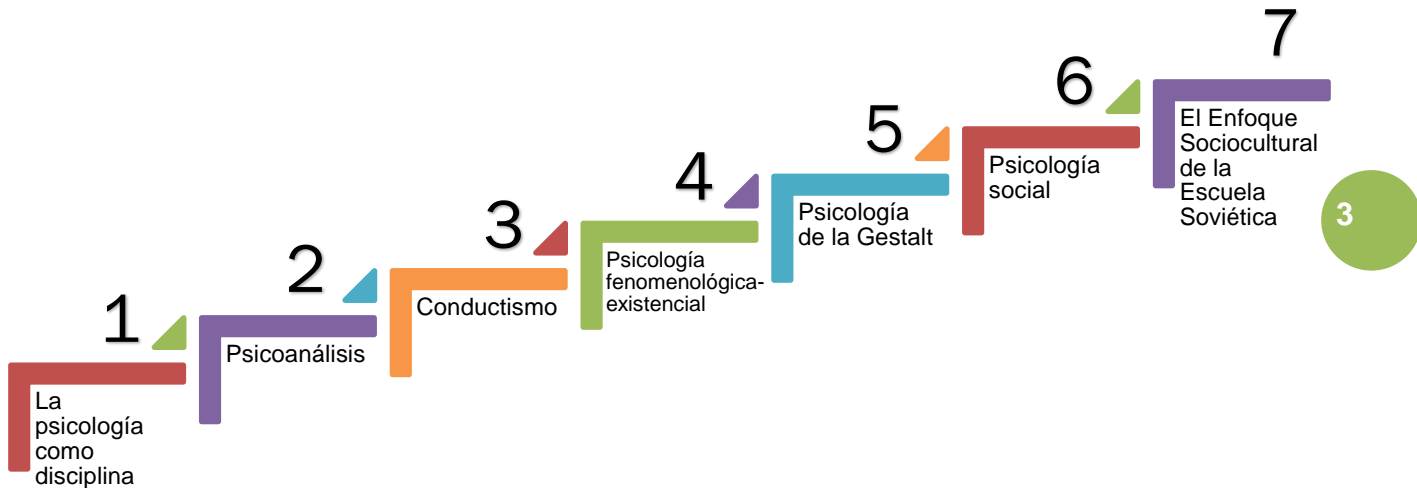 1
La
psicología
como
disciplina
2
Psicoanálisis
3
Conductismo
4
Psicología
fenomenológica-
existencial
5
Psicología
de la Gestalt
6
Psicología
social
7
El Enfoque
Sociocultural
de la
Escuela
Soviética
3